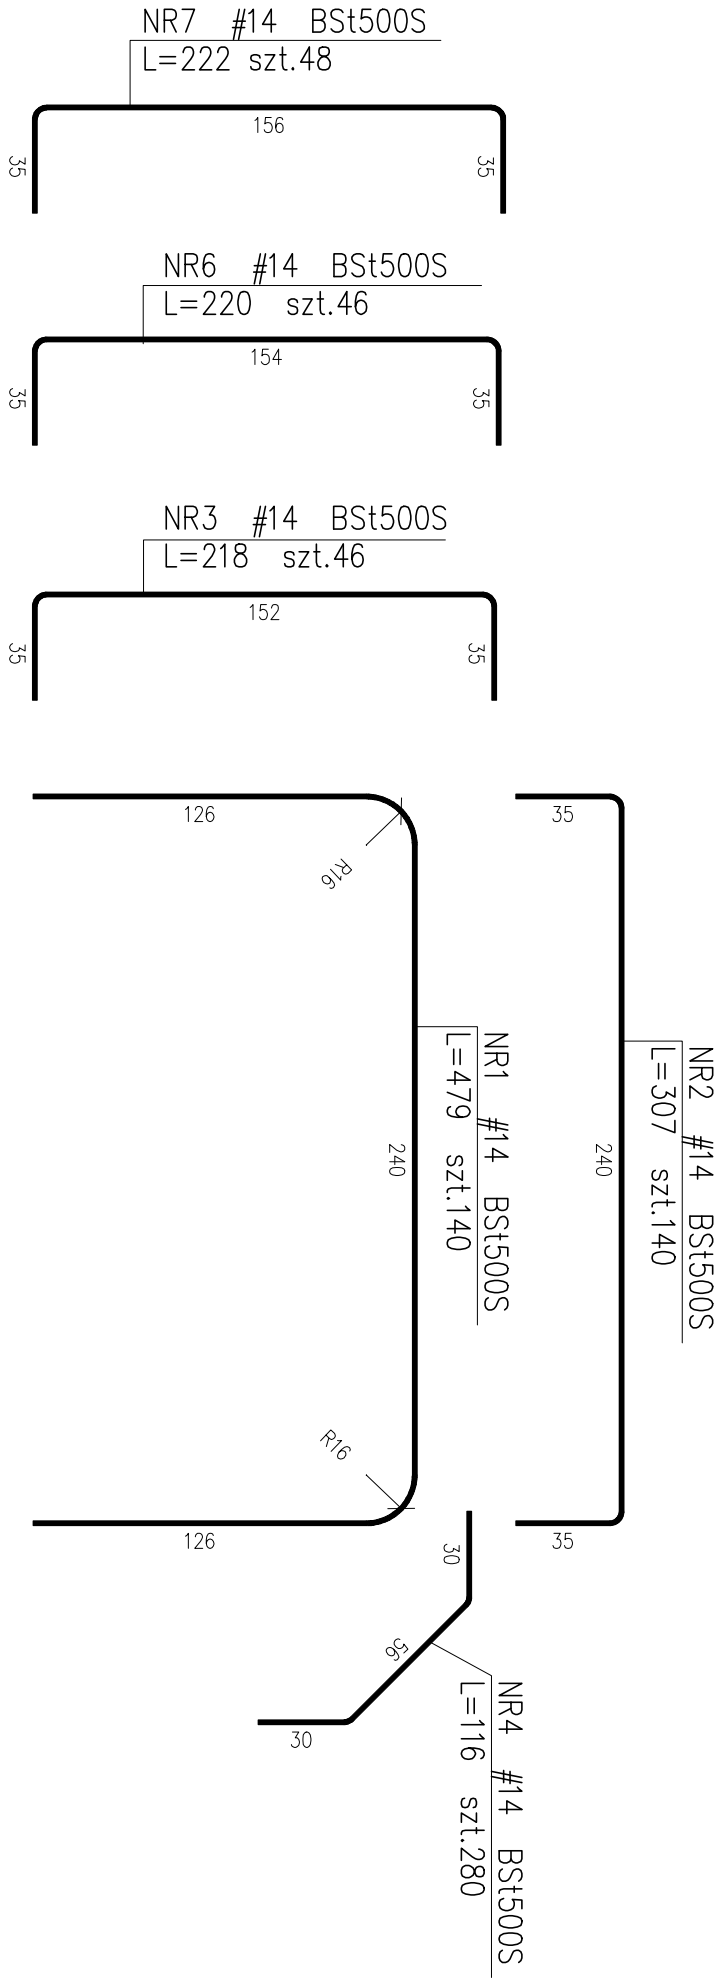 NR7 #14 BSt500S
L=222 szt.48
156
35
35
NR6 #14 BSt500S
L=220 szt.46
154
35
35
NR3 #14 BSt500S
L=218 szt.46
152
35
35
126
R16
NR1 #14 BSt500S
L=479 szt.140
240
R16
126
35
NR2 #14 BSt500S
L=307 szt.140
240
35
30
56
NR4 #14 BSt500S
L=116 szt.280
30